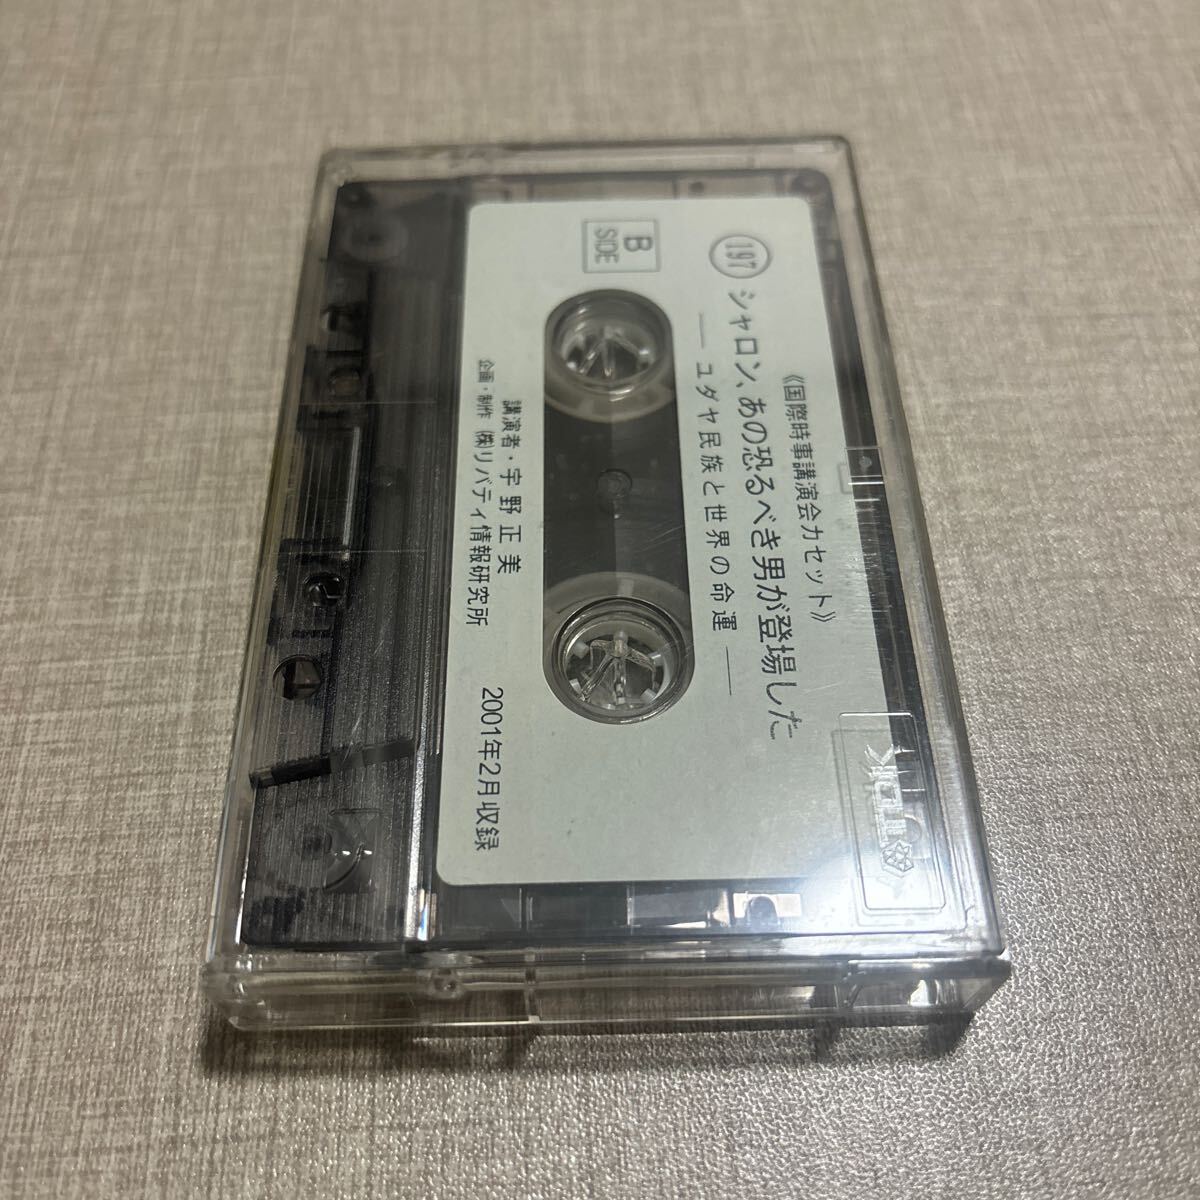 《国際時事講演会カセット》
197 シャロン、あの恐るべき男が登場した
― ユダヤ民族と世界の命運 ―
B
SIDE
講演者・宇野正美
企画・制作 ㈱リバティ情報研究所
2001年2月収録
TDK